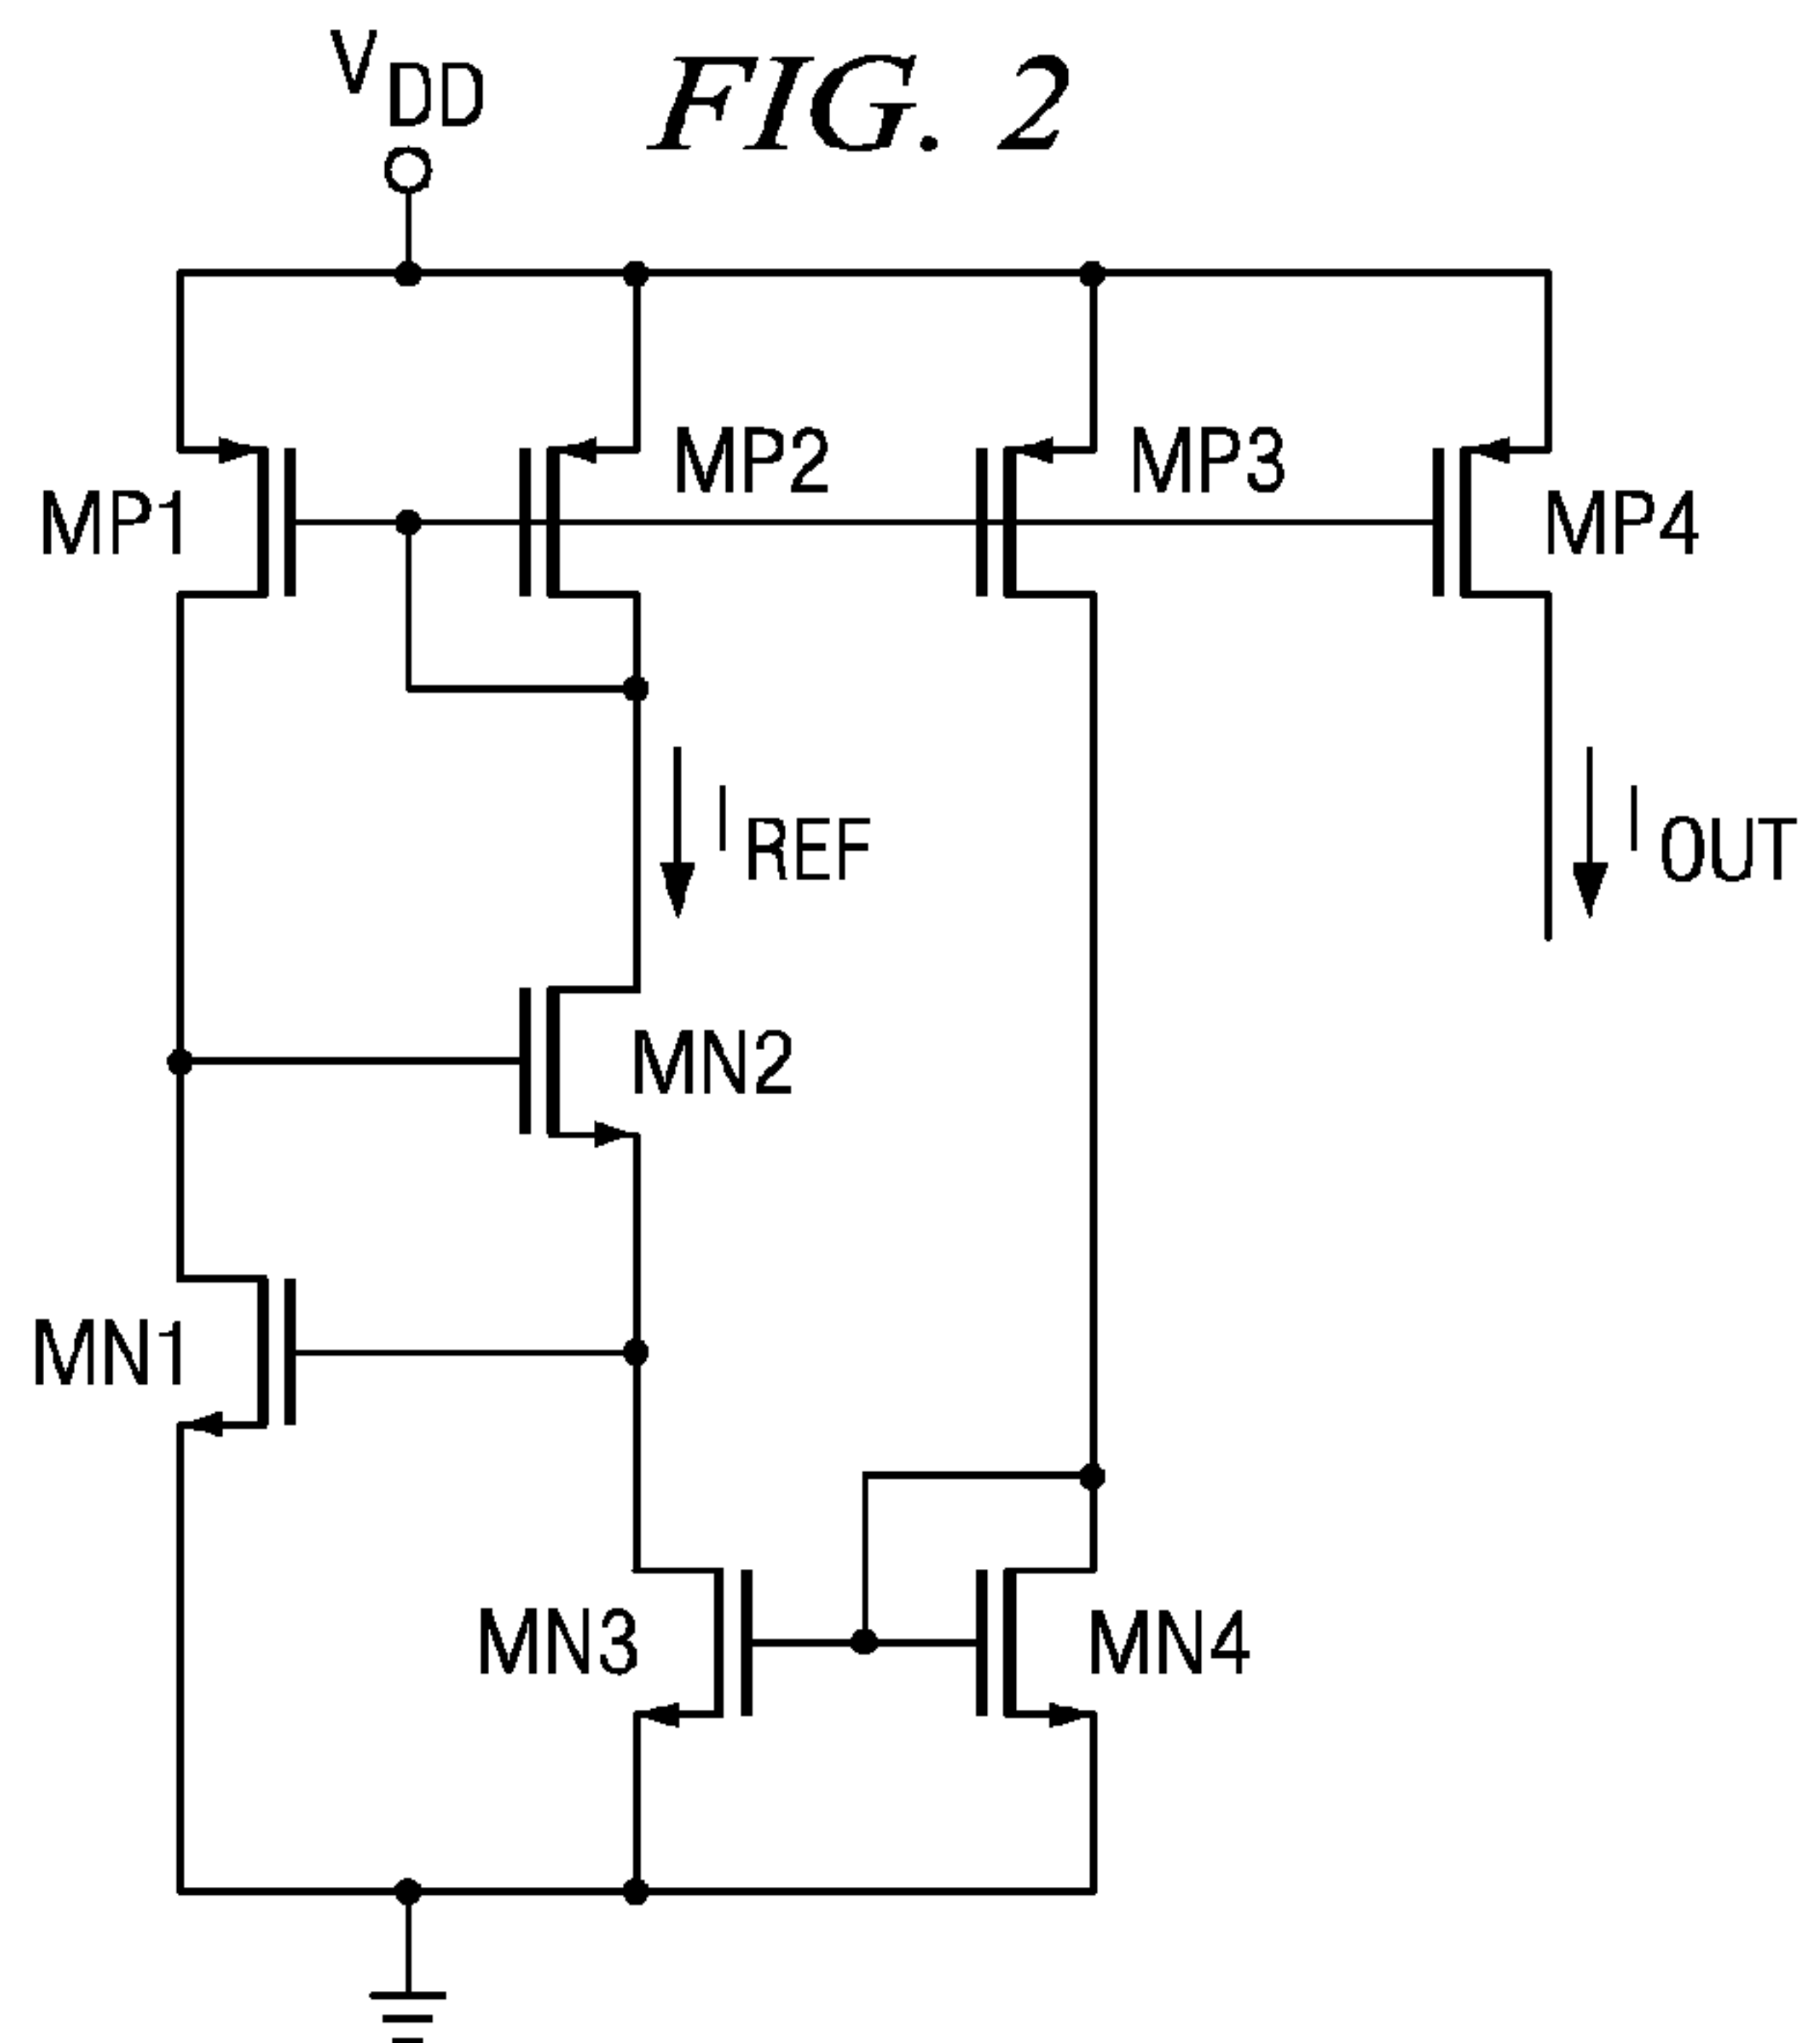 VDD
FIG. 2
MP1
MP2
MP3
MP4
IREF
IOUT
MN2
MN1
MN3
MN4